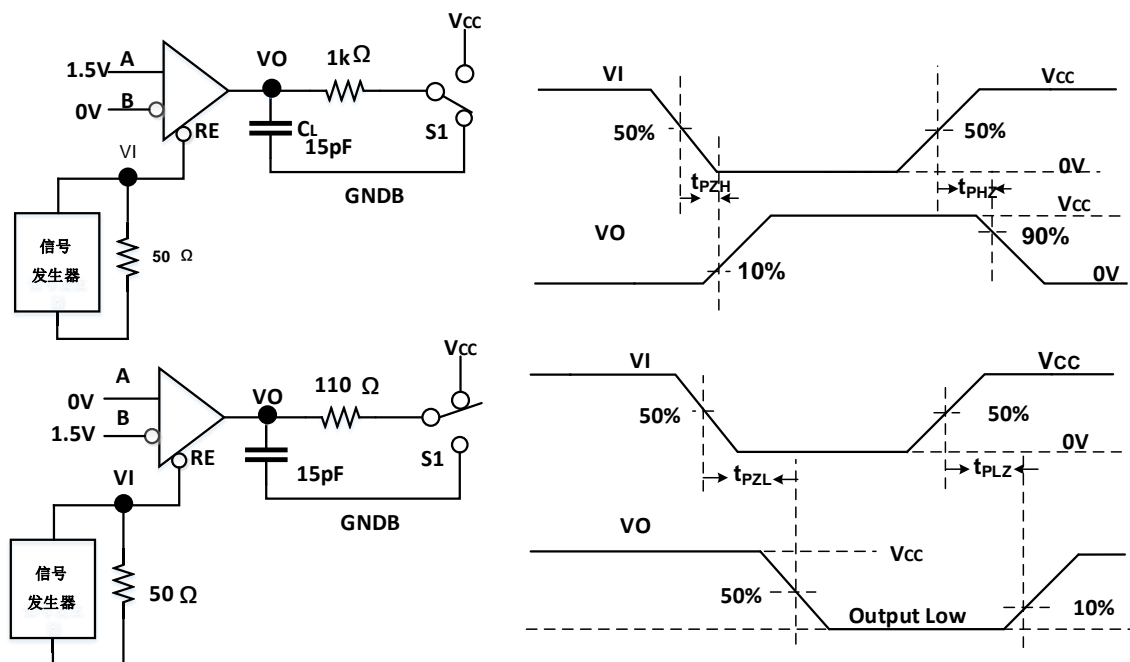 Vcc
A
1.5V
VO
1k Ω
0V
B
RE
CL
15pF
S1
VI
GNDB
信号
发生器
50 Ω
VI
Vcc
50%
50%
0V
tPZH
tPHZ
Vcc
VO
90%
10%
0V
Vcc
A
0V
VO
110 Ω
B
1.5V
RE
15pF
S1
VI
GNDB
信号
发生器
50 Ω
VI
Vcc
50%
50%
0V
tPZL
tPLZ
VO
Vcc
50%
Output Low
10%